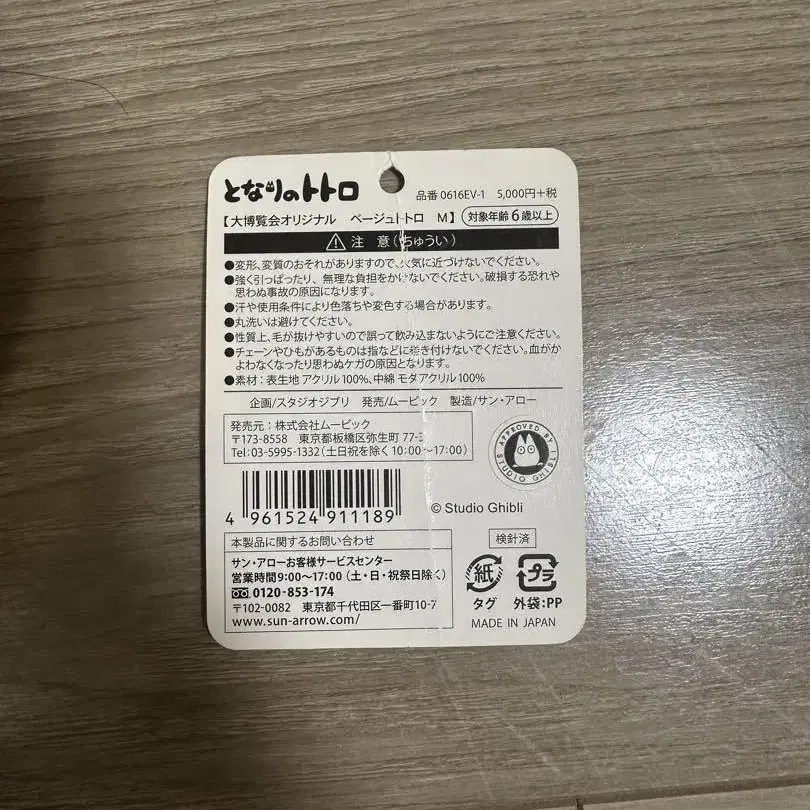 となりのトトロ
品番 0616EV-1 5,000円+税
【大博覧会オリジナル ベージュトトロ M】 対象年齢6歳以上
注 意(ちゅうい)
●変形、変質のおそれがありますので、火気に近づけないでください。
●強く引っぱったり、無理な負担をかけないでください。破損する恐れや
思わぬ事故の原因になります。
●汗や使用条件により色落ちや変色する場合があります。
●丸洗いは避けてください。
●性質上、毛が抜けやすいので誤って飲み込まないようにご注意ください。
●チェーンやひもがあるものは指などに巻き付けないでください。血がか
よわなくなったり思わぬケガの原因となります。
●素材:表生地 アクリル100%、中綿 モダアクリル100%
企画/スタジオジブリ 発売/ムービック 製造/サン・アロー
発売元:株式会社ムービック
〒173-8558 東京都板橋区弥生町 77-3
Tel:03-5995-1332(土日祝を除く10:00〜17:00)
APPROVED BY
STUDIO GHIBLI
4 961524 911189
© Studio Ghibli
本製品に関するお問い合わせ
検針済
サン・アローお客様サービスセンター
営業時間9:00〜17:00(土・日・祝祭日除く)
0120-853-174
〒102-0082 東京都千代田区一番町10-7
www.sun-arrow.com/
紙
タグ
プラ
外袋:PP
MADE IN JAPAN